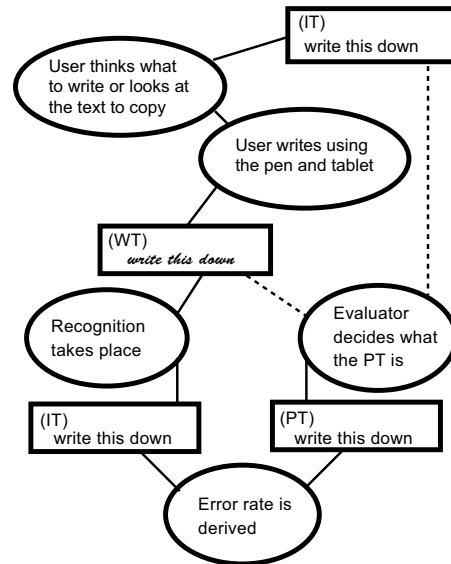 (IT)
write this down
User thinks what
to write or looks at
the text to copy
User writes using
the pen and tablet
(WT)
write this down
Recognition
takes place
Evaluator
decides what
the PT is
(IT)
write this down
(PT)
write this down
Error rate is
derived